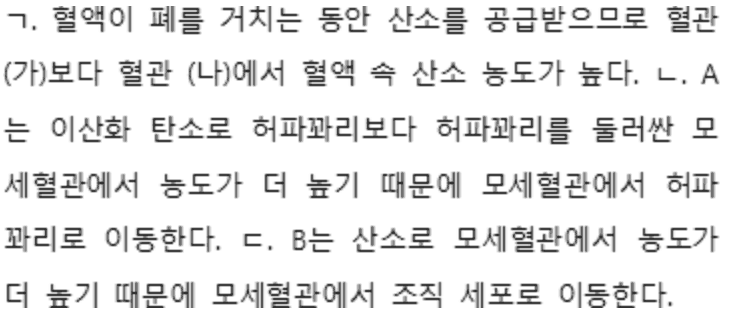 ㄱ. 혈액이 폐를 거치는 동안 산소를 공급받으므로 혈관
(가)보다 혈관 (나)에서 혈액 속 산소 농도가 높다. ㄴ. A
는 이산화 탄소로 허파꽈리보다 허파꽈리를 둘러싼 모
세혈관에서 농도가 더 높기 때문에 모세혈관에서 허파
꽈리로 이동한다. ㄷ. B는 산소로 모세혈관에서 농도가
더 높기 때문에 모세혈관에서 조직 세포로 이동한다.